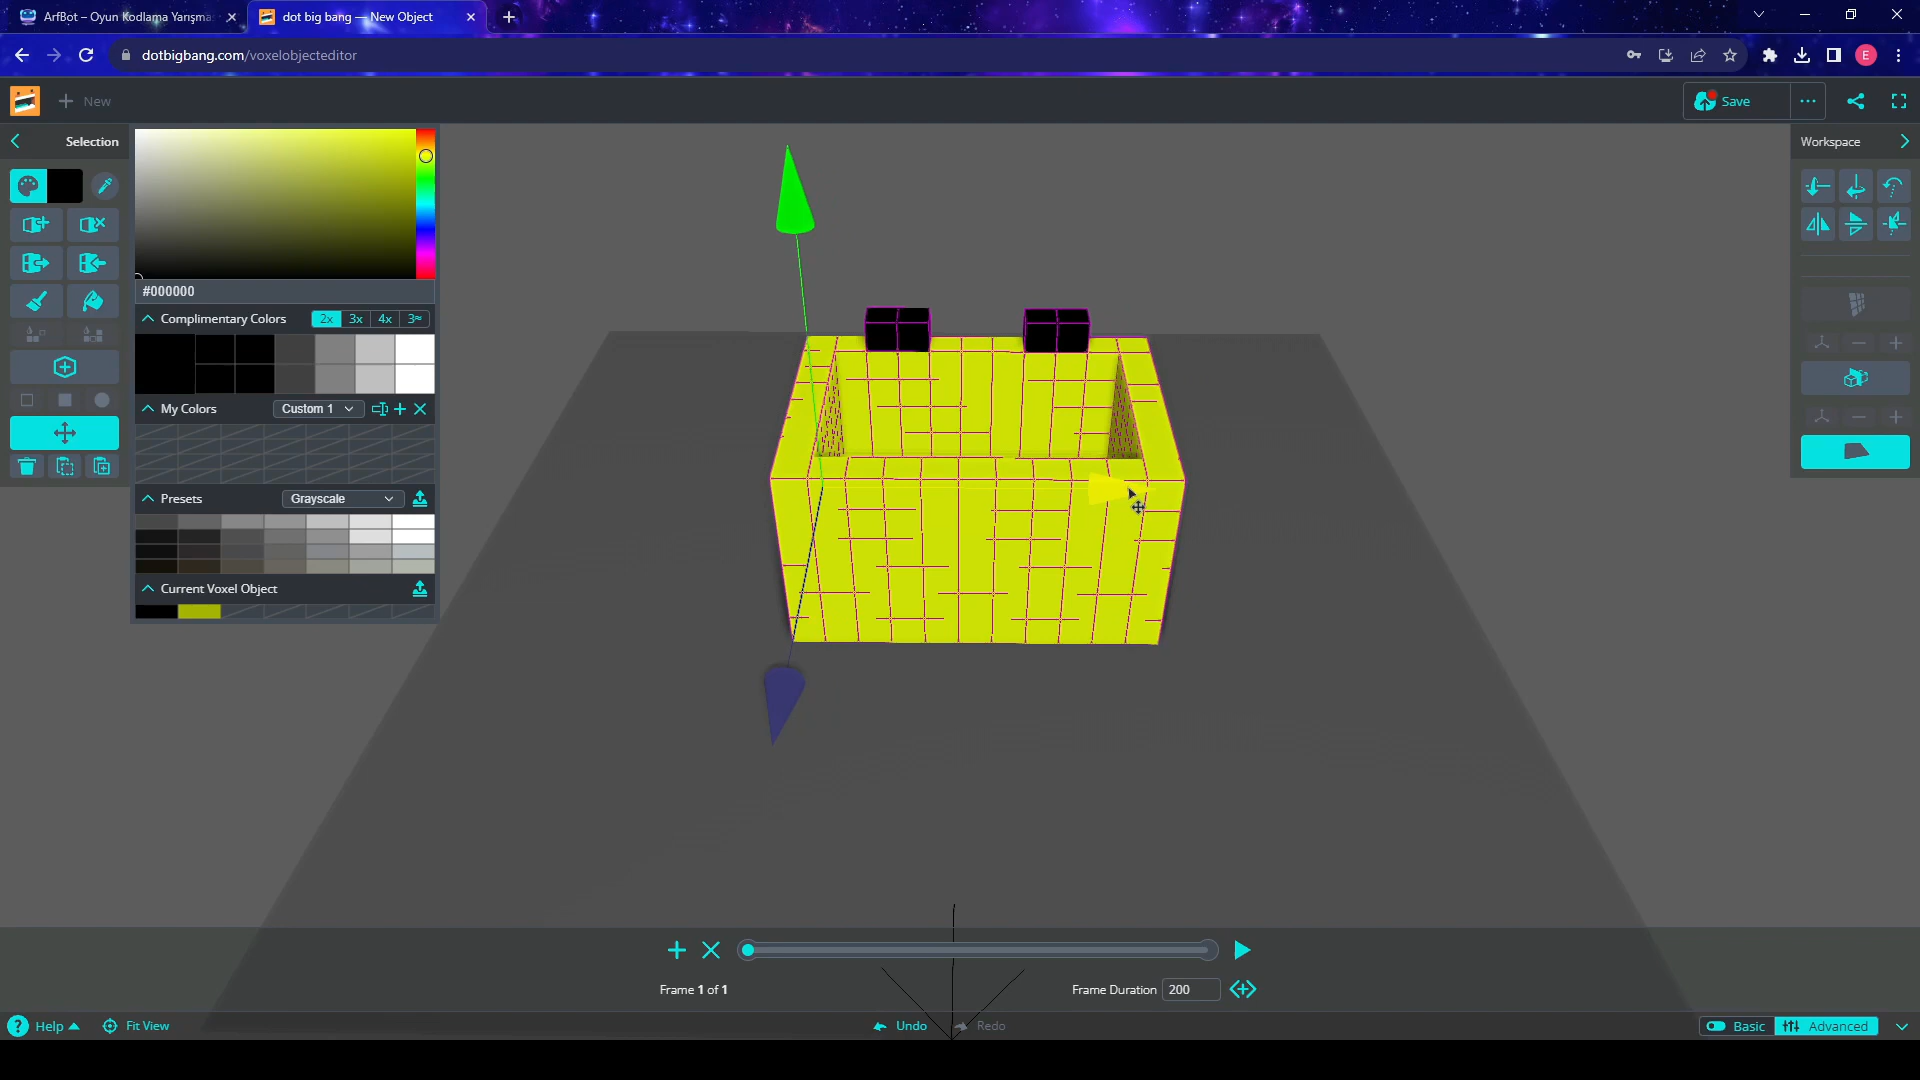 ArfBot – Oyun Kodlama Yarışma
dot big bang — New Object
dotbigbang.com/voxelobjecteditor
E
New
Save
Selection
Workspace
#000000
Complimentary Colors
2x
3x
4x
3≈
My Colors
Custom 1
Presets
Grayscale
Current Voxel Object
Frame 1 of 1
Frame Duration
200
? Help
Fit View
Undo
Redo
Basic
Advanced